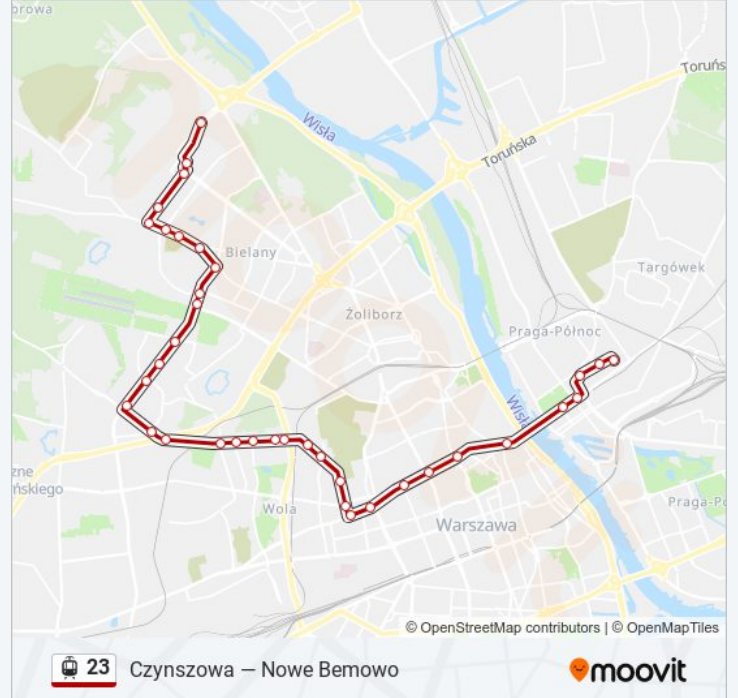 browa
Toruńs
Wisła
Toruńska
Bielany
Targówek
Żoliborz
Praga-Północ
Wisła
zne
ńskiego
Wola
Warszawa
Praga-Po
© OpenStreetMap contributors | © OpenMapTiles
23 Czynszowa — Nowe Bemowo
moovit